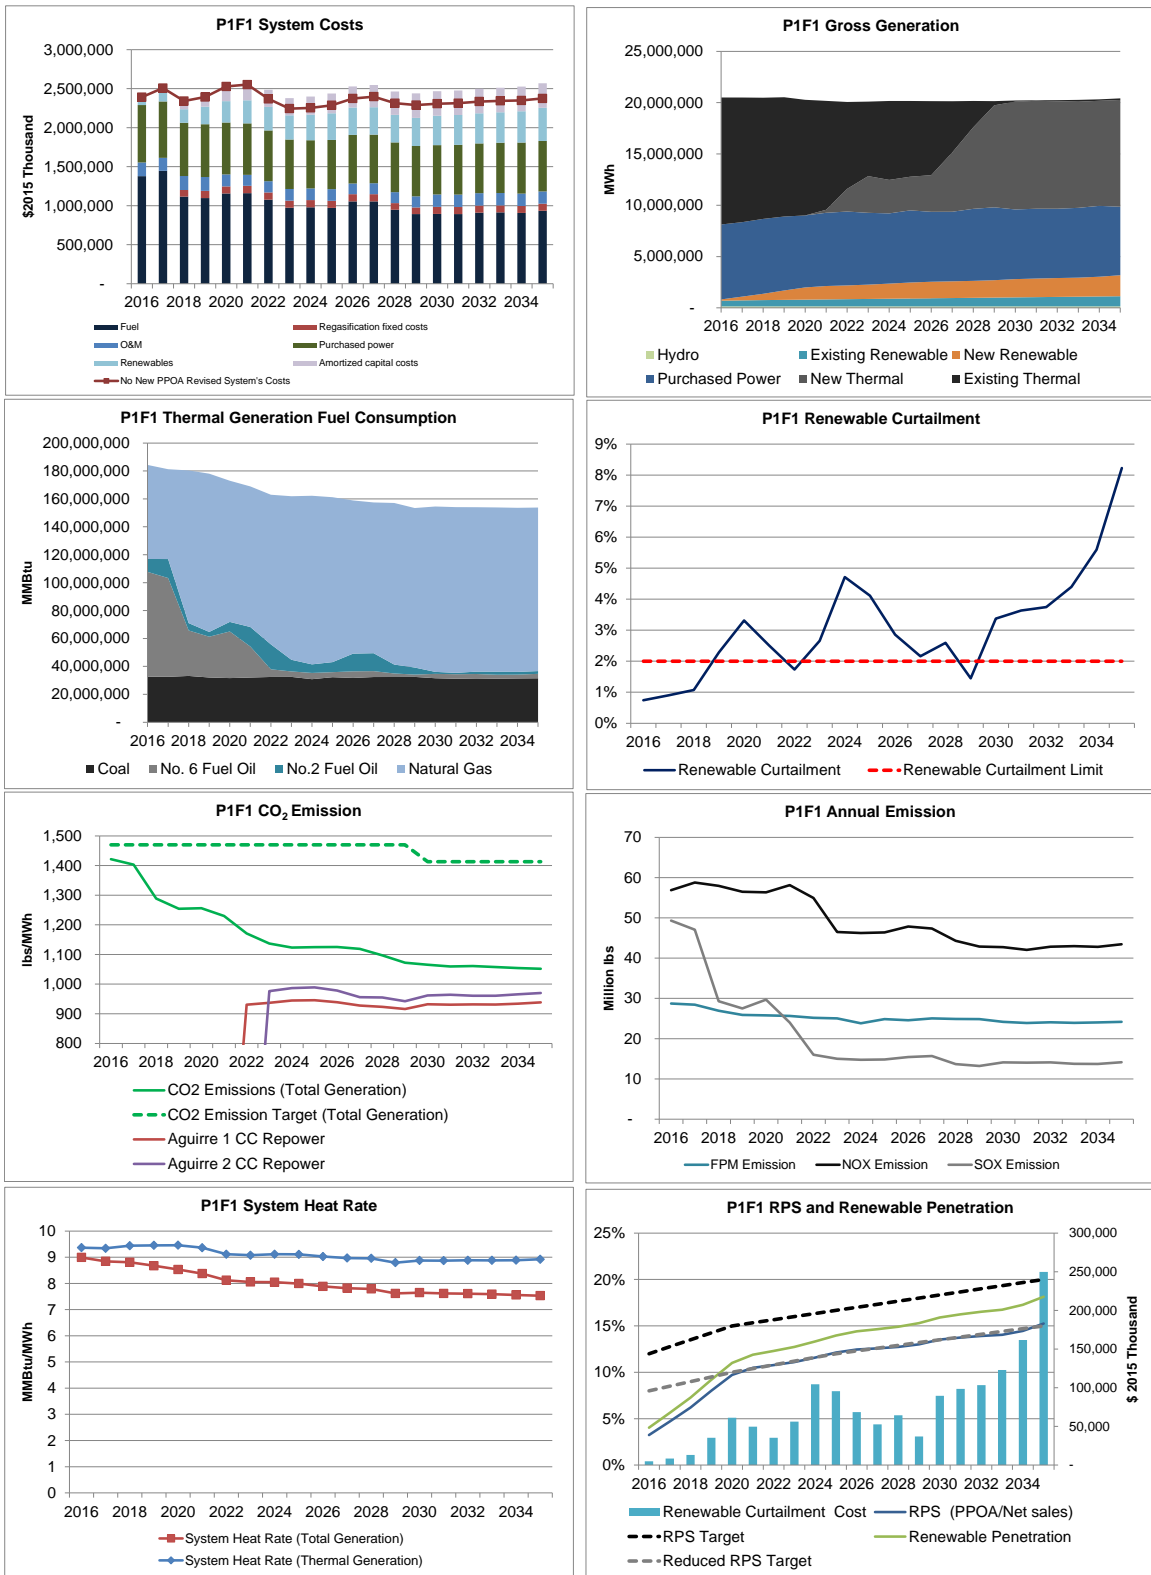 P1F1 System Costs
3,000,000
2,500,000
2,000,000
1,500,000
1,000,000
500,000
-
$2015 Thousand
2016 2018 2020 2022 2024 2026 2028 2030 2032 2034
Fuel
Regasification fixed costs
O&M
Purchased power
Renewables
Amortized capital costs
No New PPOA Revised System's Costs
P1F1 Gross Generation
25,000,000
20,000,000
15,000,000
10,000,000
5,000,000
-
MWh
2016 2018 2020 2022 2024 2026 2028 2030 2032 2034
Hydro
Existing Renewable
New Renewable
Purchased Power
New Thermal
Existing Thermal
P1F1 Thermal Generation Fuel Consumption
200,000,000
180,000,000
160,000,000
140,000,000
120,000,000
100,000,000
80,000,000
60,000,000
40,000,000
20,000,000
-
MMBtu
2016 2018 2020 2022 2024 2026 2028 2030 2032 2034
Coal
No. 6 Fuel Oil
No.2 Fuel Oil
Natural Gas
P1F1 Renewable Curtailment
9%
8%
7%
6%
5%
4%
3%
2%
1%
0%
2016 2018 2020 2022 2024 2026 2028 2030 2032 2034
Renewable Curtailment
Renewable Curtailment Limit
P1F1 CO2 Emission
1,500
1,400
1,300
1,200
1,100
1,000
900
800
lbs/MWh
2016 2018 2020 2022 2024 2026 2028 2030 2032 2034
CO2 Emissions (Total Generation)
CO2 Emission Target (Total Generation)
Aguirre 1 CC Repower
Aguirre 2 CC Repower
P1F1 Annual Emission
70
60
50
40
30
20
10
-
Million lbs
2016 2018 2020 2022 2024 2026 2028 2030 2032 2034
FPM Emission
NOX Emission
SOX Emission
P1F1 System Heat Rate
10
9
8
7
6
5
4
3
2
1
0
MMBtu/MWh
2016 2018 2020 2022 2024 2026 2028 2030 2032 2034
System Heat Rate (Total Generation)
System Heat Rate (Thermal Generation)
P1F1 RPS and Renewable Penetration
25%
20%
15%
10%
5%
0%
300,000
250,000
200,000
150,000
100,000
50,000
-
$ 2015 Thousand
2016 2018 2020 2022 2024 2026 2028 2030 2032 2034
Renewable Curtailment Cost
RPS (PPOA/Net sales)
RPS Target
Renewable Penetration
Reduced RPS Target